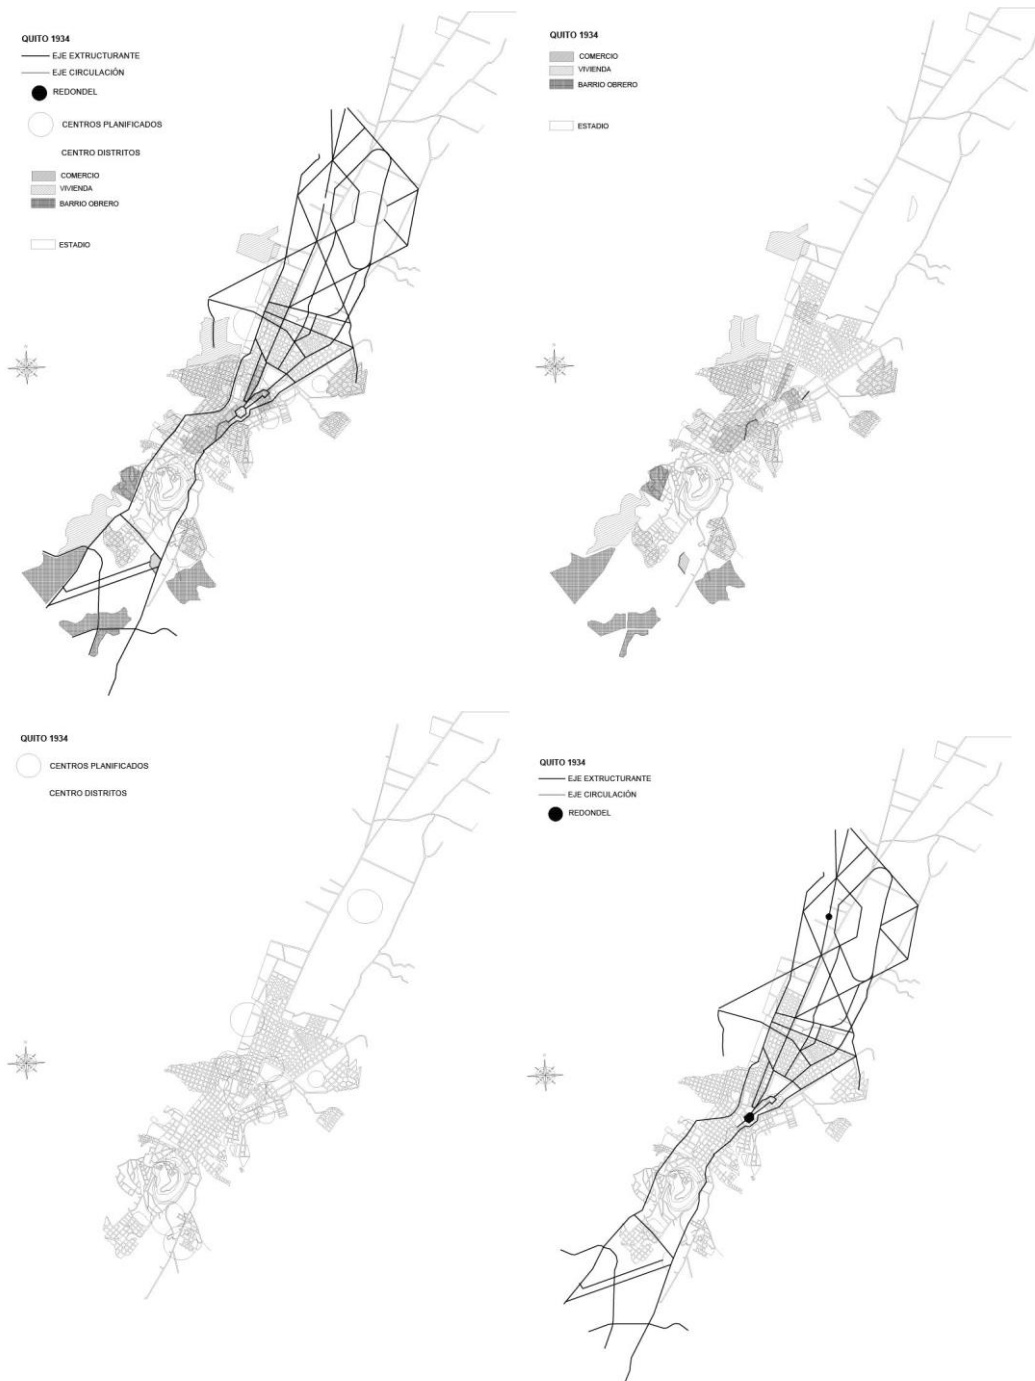 QUITO 1934
EJE EXTRUCTURANTE
EJE CIRCULACIÓN
REDONDEL
CENTROS PLANIFICADOS
CENTRO DISTRITOS
COMERCIO
VIVIENDA
BARRIO OBRERO
ESTADIO
QUITO 1934
COMERCIO
VIVIENDA
BARRIO OBRERO
ESTADIO
QUITO 1934
CENTROS PLANIFICADOS
CENTRO DISTRITOS
QUITO 1934
EJE EXTRUCTURANTE
EJE CIRCULACIÓN
REDONDEL